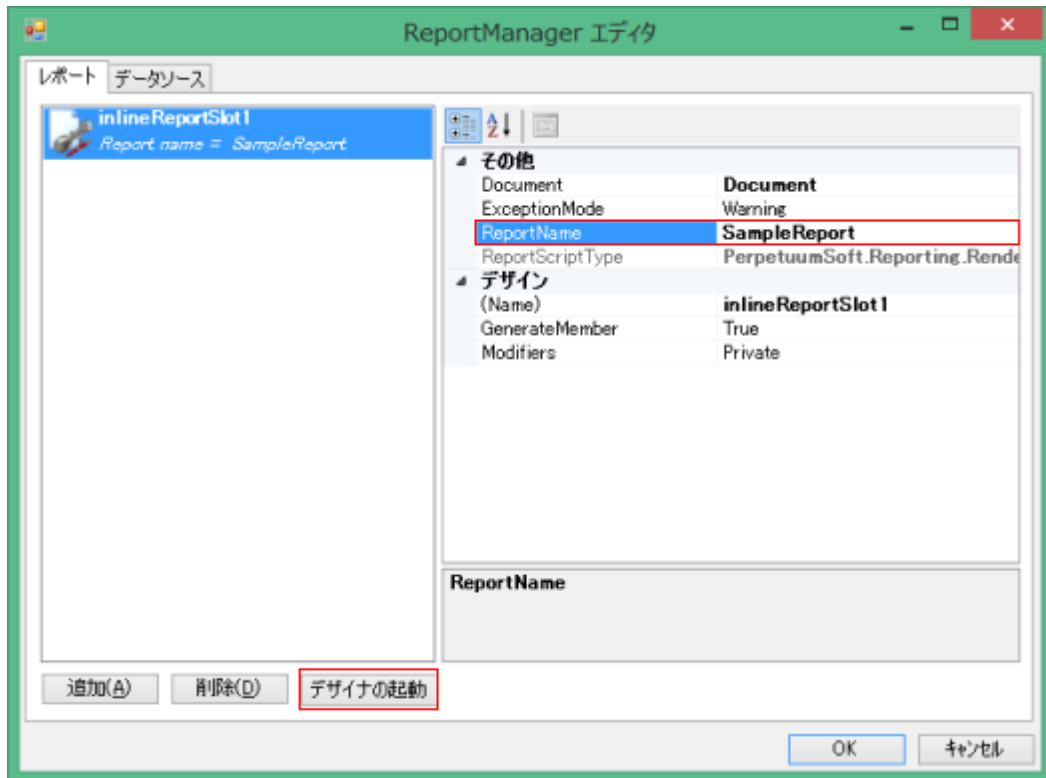 ReportManager エディタ
レポート データソース
inlineReportSlot1
Report name = SampleReport
その他
Document Document
ExceptionMode Warning
ReportName SampleReport
ReportScriptType PerpetuumSoft.Reporting.Rende
デザイン
(Name) inlineReportSlot1
GenerateMember True
Modifiers Private
ReportName
追加(A) 削除(D) デザイナの起動
OK キャンセル